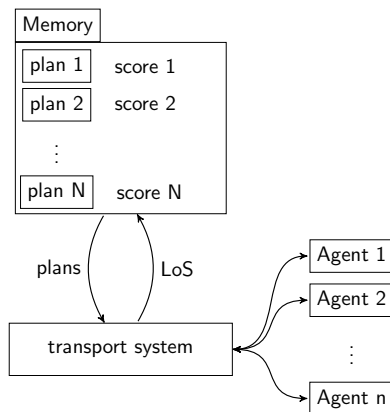 Memory
plan 1 score 1
plan 2 score 2
⋮
plan N score N
plans LoS
transport system
Agent 1
Agent 2
⋮
Agent n